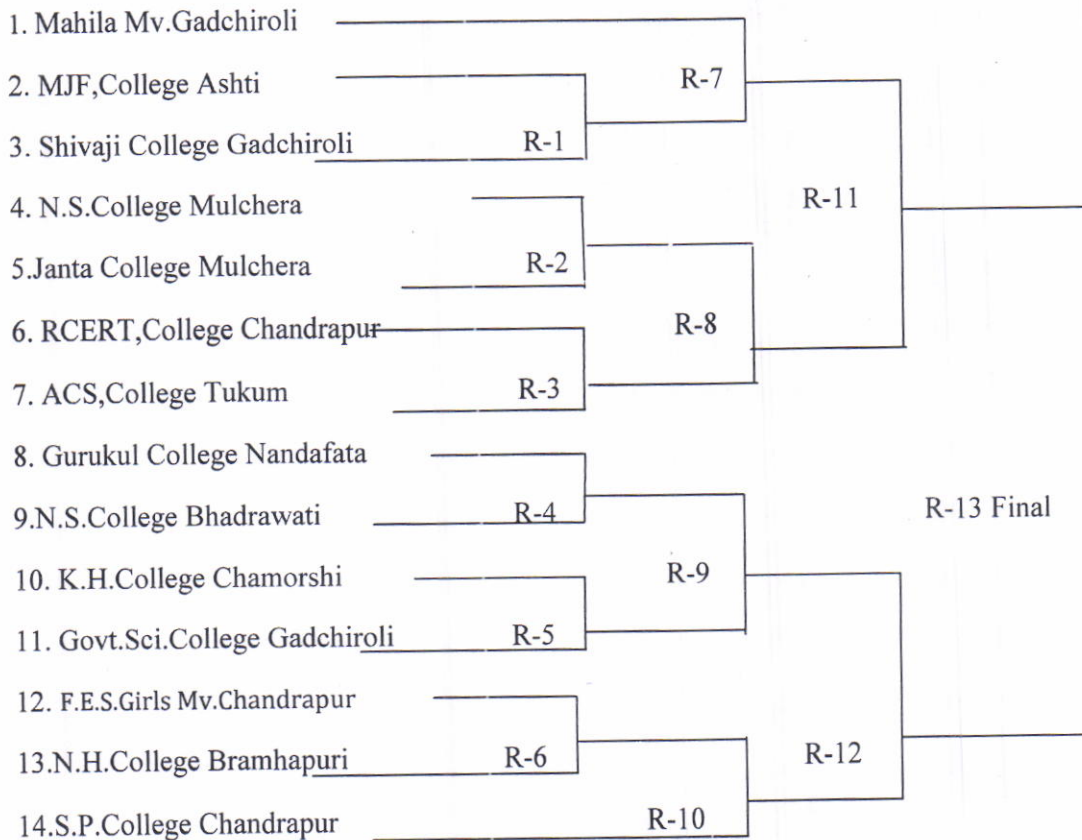 1. Mahila Mv.Gadchiroli
R-7
2. MJF,College Ashti
3. Shivaji College Gadchiroli
R-1
4. N.S.College Mulchera
R-11
5.Janta College Mulchera
R-2
6. RCERT,College Chandrapur
R-8
7. ACS,College Tukum
R-3
8. Gurukul College Nandafata
9.N.S.College Bhadrawati
R-4
R-13 Final
10. K.H.College Chamorshi
R-9
11. Govt.Sci.College Gadchiroli
R-5
12. F.E.S.Girls Mv.Chandrapur
13.N.H.College Bramhapuri
R-6
R-12
14.S.P.College Chandrapur
R-10